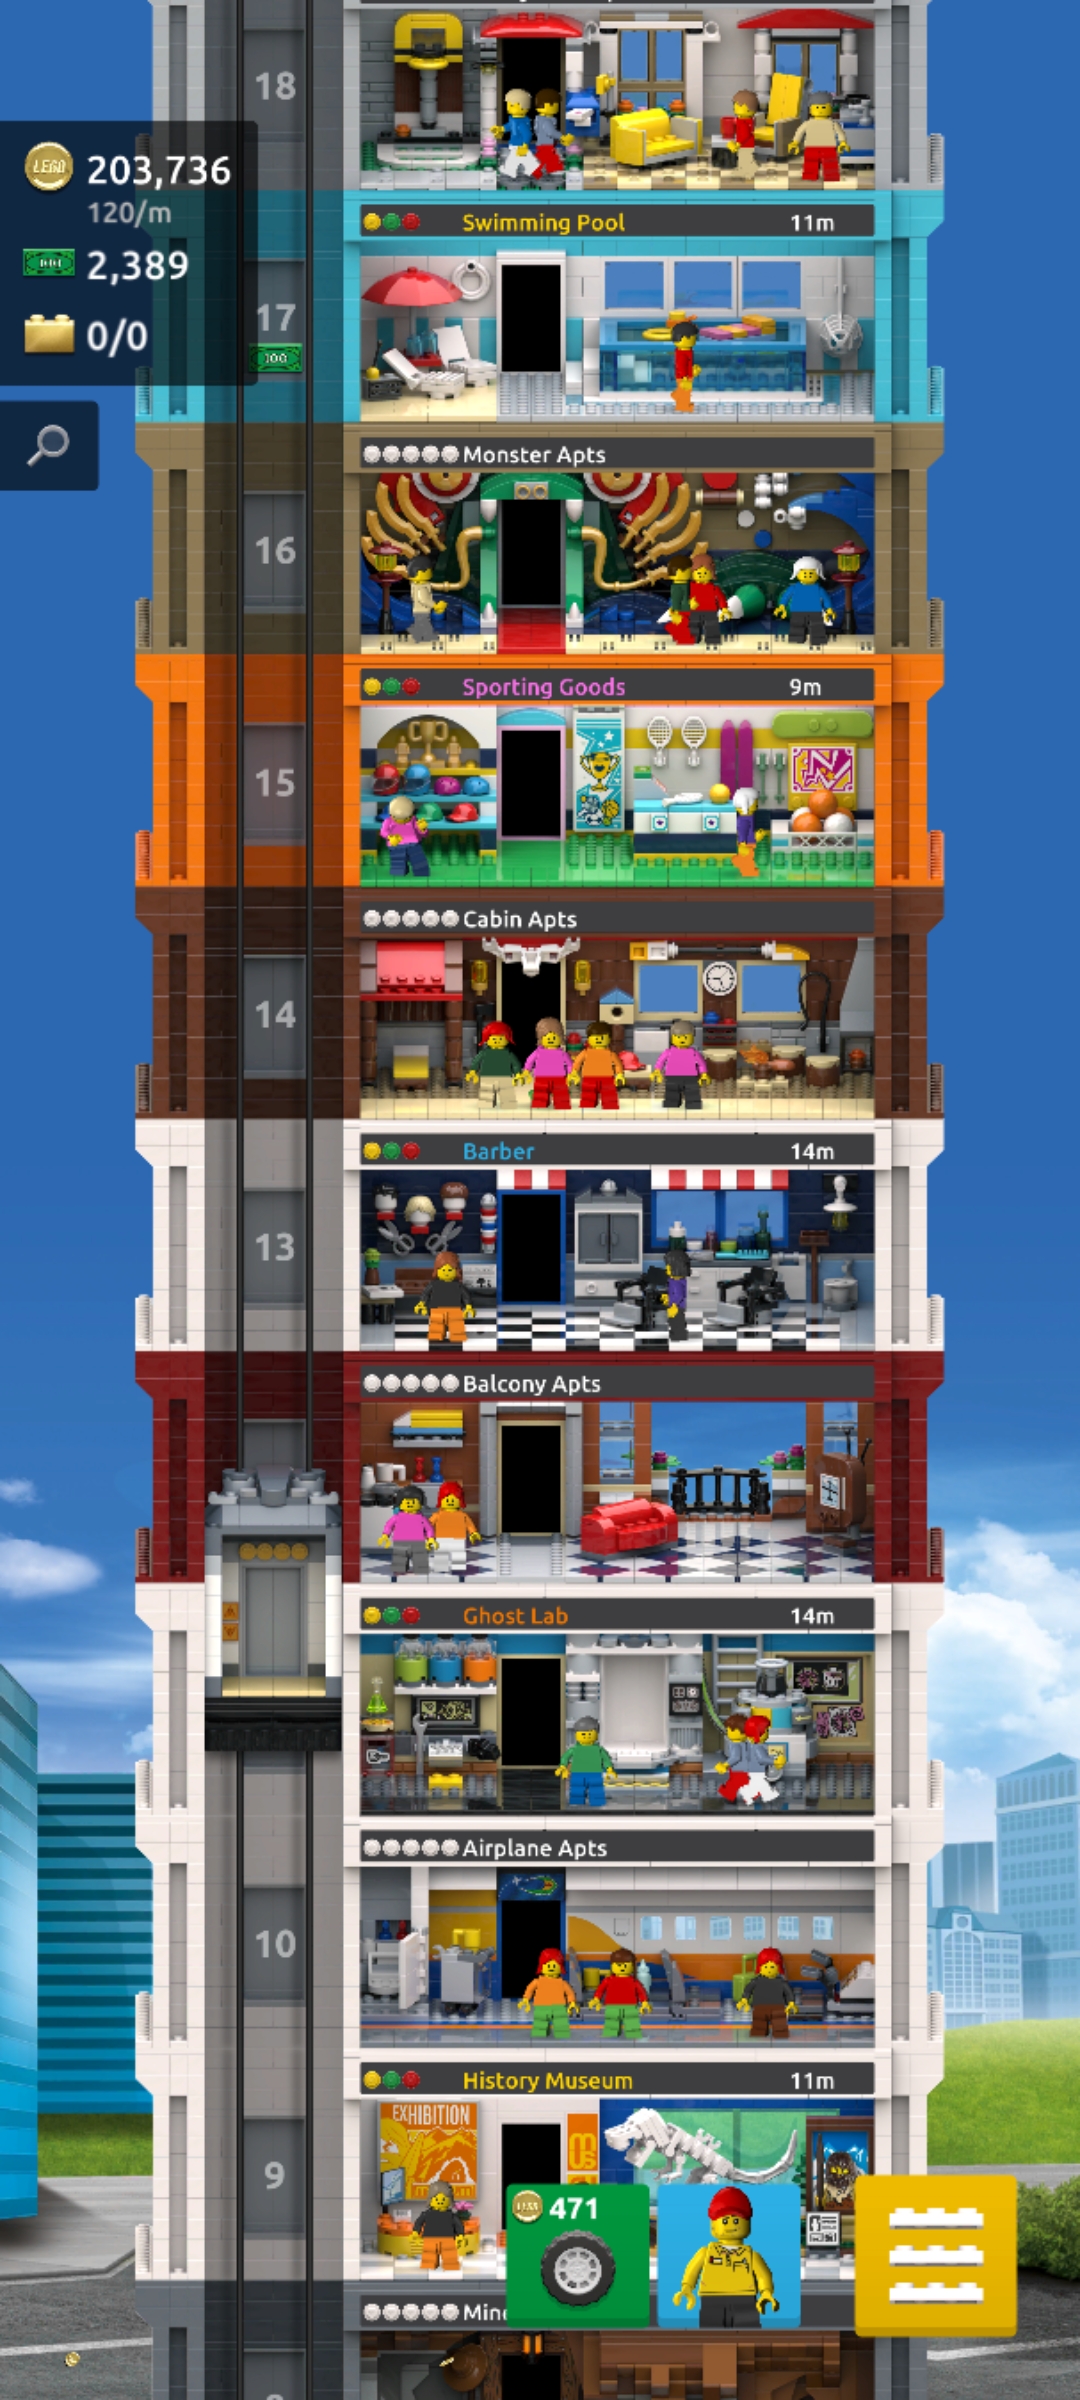 18
LEGO
203,736
120/m
2,389
0/0
Swimming Pool 11m
17
100
Monster Apts
16
Sporting Goods 9m
15
Cabin Apts
14
Barber 14m
13
Balcony Apts
Ghost Lab 14m
Airplane Apts
10
History Museum 11m
EXHIBITION
9
471